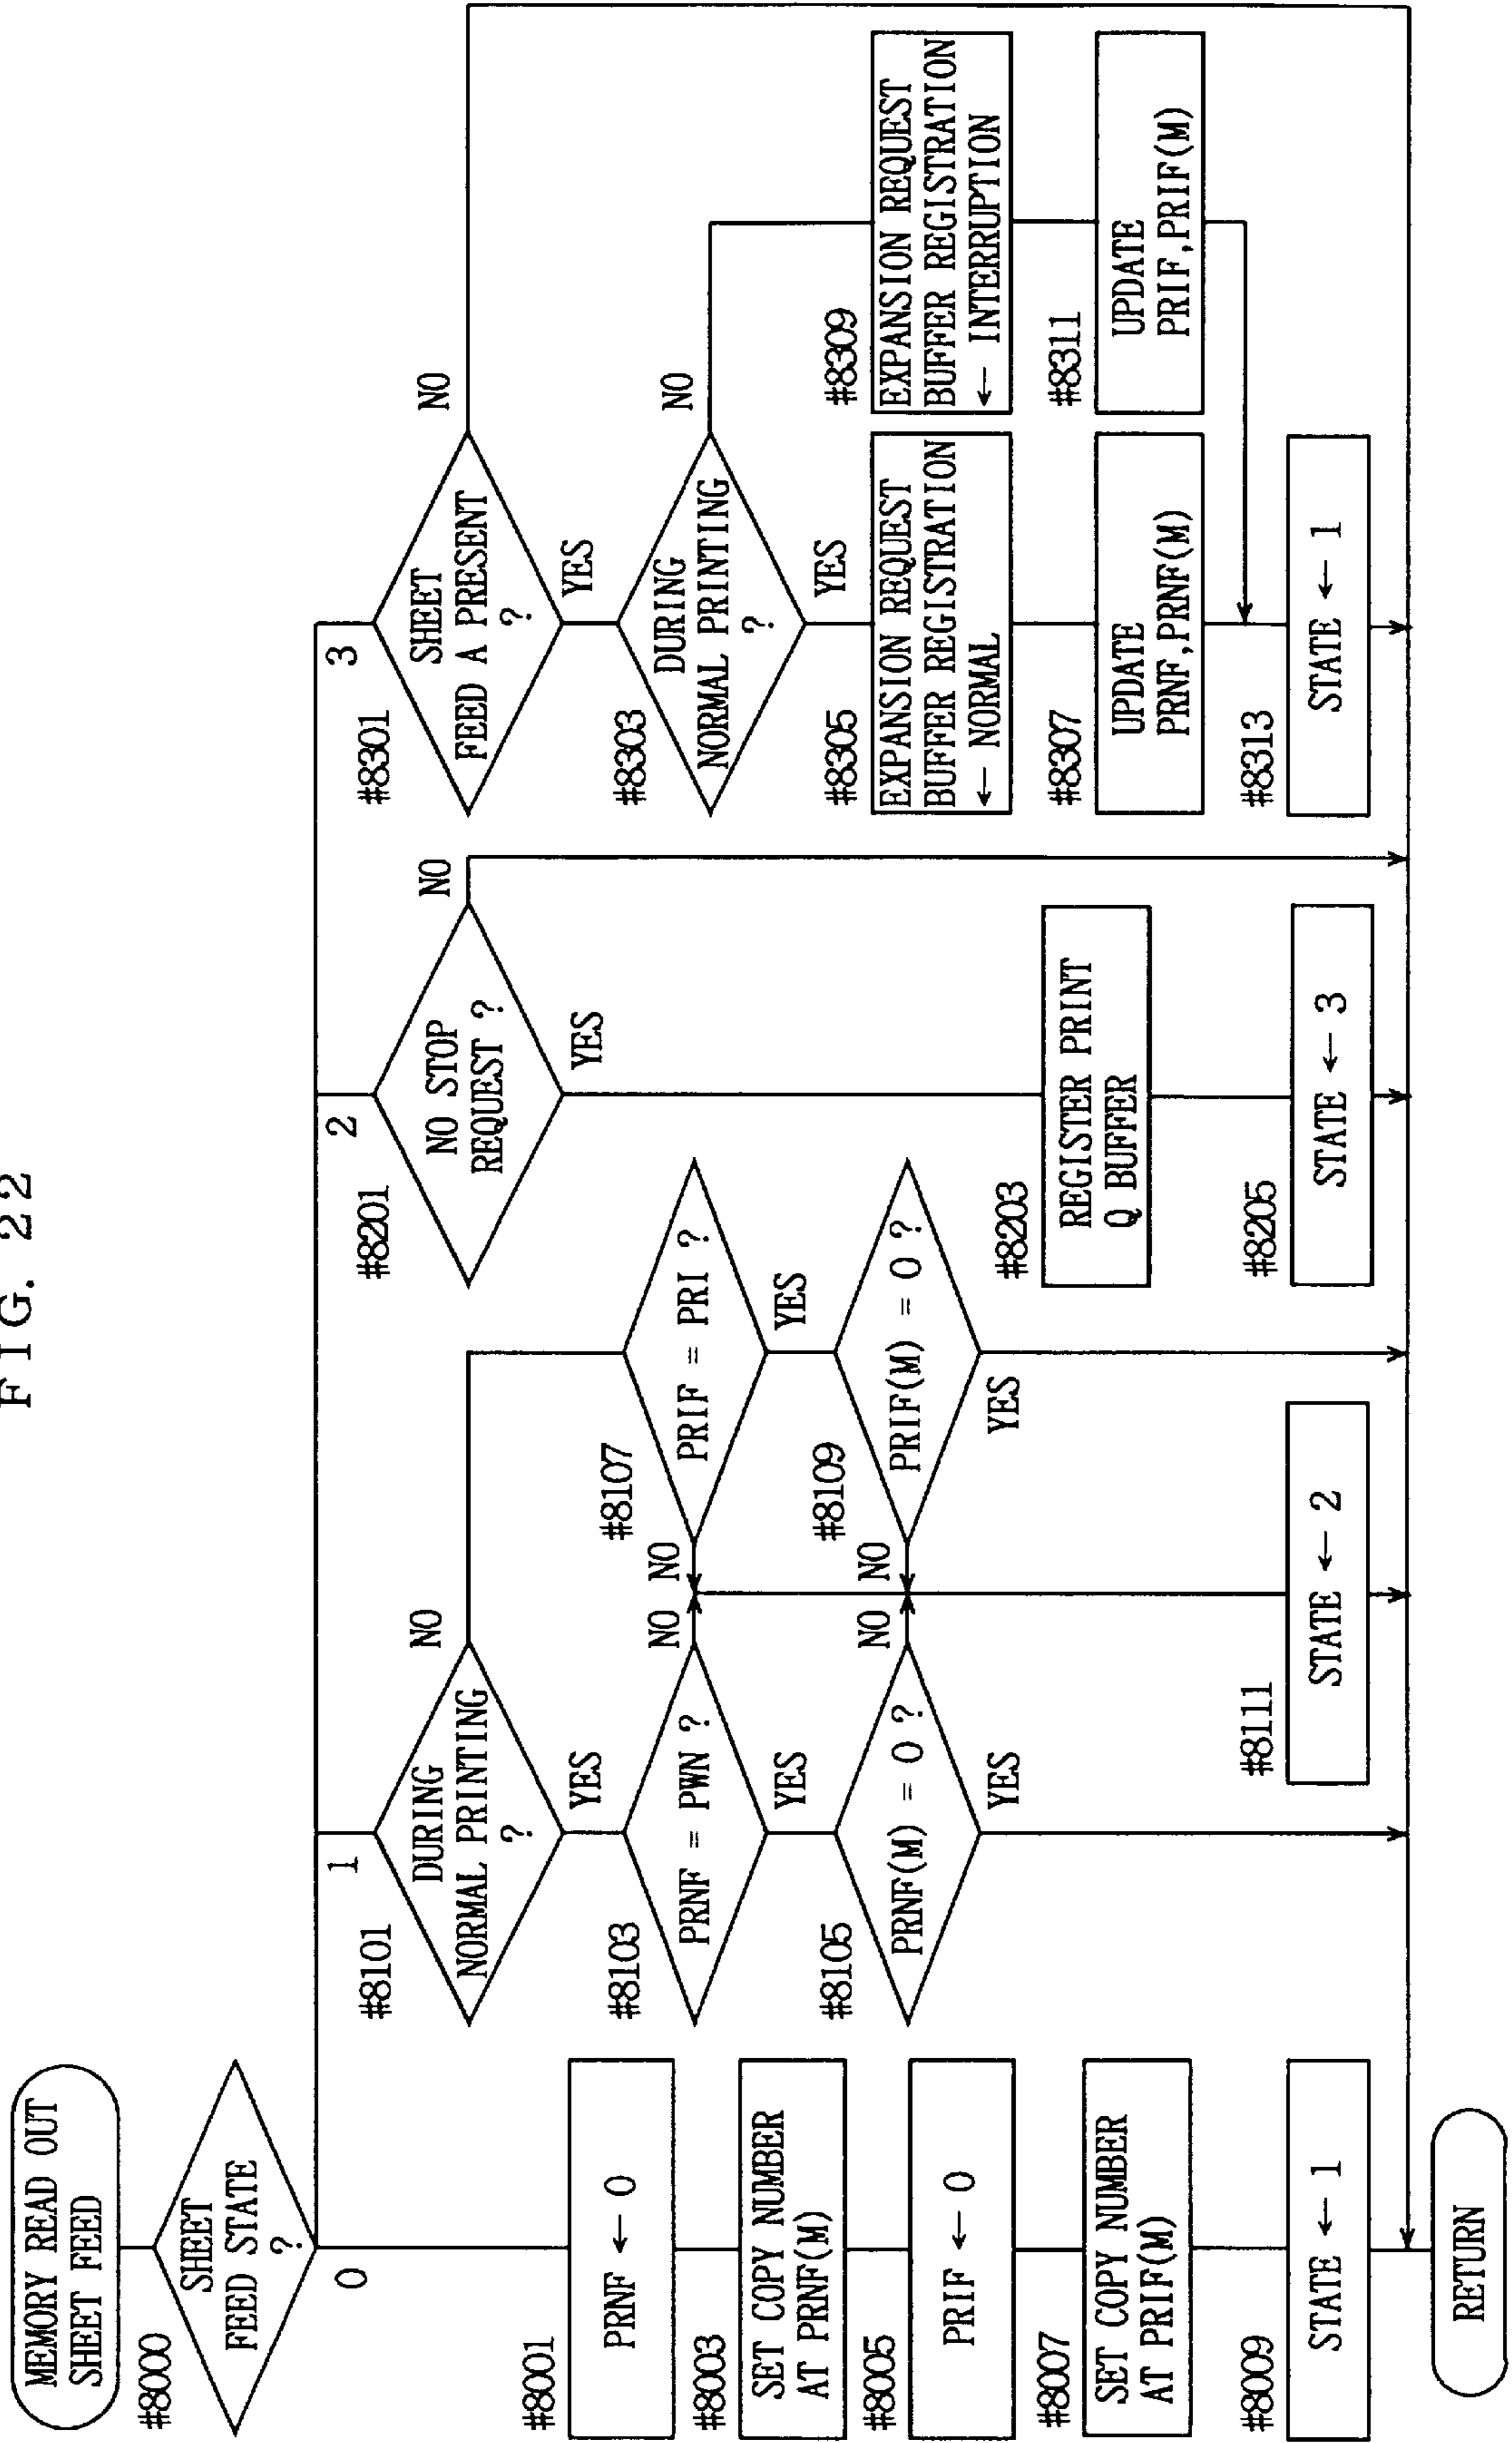 FIG. 22
MEMORY READ OUT
SHEET FEED
#8000
SHEET
FEED STATE
?
0
#8001
PRNF ← 0
#8003
SET COPY NUMBER
AT PRNF(M)
#8005
PRIF ← 0
#8007
SET COPY NUMBER
AT PRIF(M)
#8009
STATE ← 1
RETURN
1
#8101
DURING
NORMAL PRINTING
?
NO
YES
#8103
PRNF = PWN ?
NO
YES
#8105
PRNF(M) = 0 ?
NO
YES
#8107
PRIF = PRI ?
NO
YES
#8109
PRIF(M) = 0 ?
NO
YES
#8111
STATE ← 2
2
#8201
NO STOP
REQUEST ?
NO
YES
#8203
REGISTER PRINT
Q BUFFER
#8205
STATE ← 3
3
#8301
SHEET
FEED A PRESENT
?
NO
YES
#8303
DURING
NORMAL PRINTING
?
NO
YES
#8305
EXPANSION REQUEST
BUFFER REGISTRATION
← NORMAL
#8307
UPDATE
PRNF,PRNF(M)
#8309
EXPANSION REQUEST
BUFFER REGISTRATION
← INTERRUPTION
#8311
UPDATE
PRIF,PRIF(M)
#8313
STATE ← 1